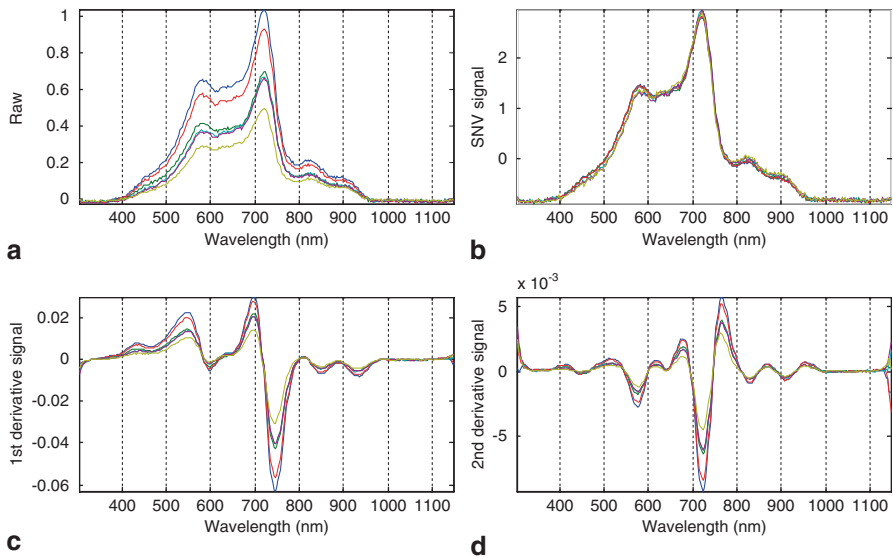 1
0.8
0.6
0.4
0.2
0
Raw
400 500 600 700 800 900 1000 1100
Wavelength (nm)
a
2
1
0
SNV signal
400 500 600 700 800 900 1000 1100
Wavelength (nm)
b
0.02
0
-0.02
-0.04
-0.06
1st derivative signal
400 500 600 700 800 900 1000 1100
Wavelength (nm)
c
x 10-3
5
0
-5
2nd derivative signal
400 500 600 700 800 900 1000 1100
Wavelength (nm)
d